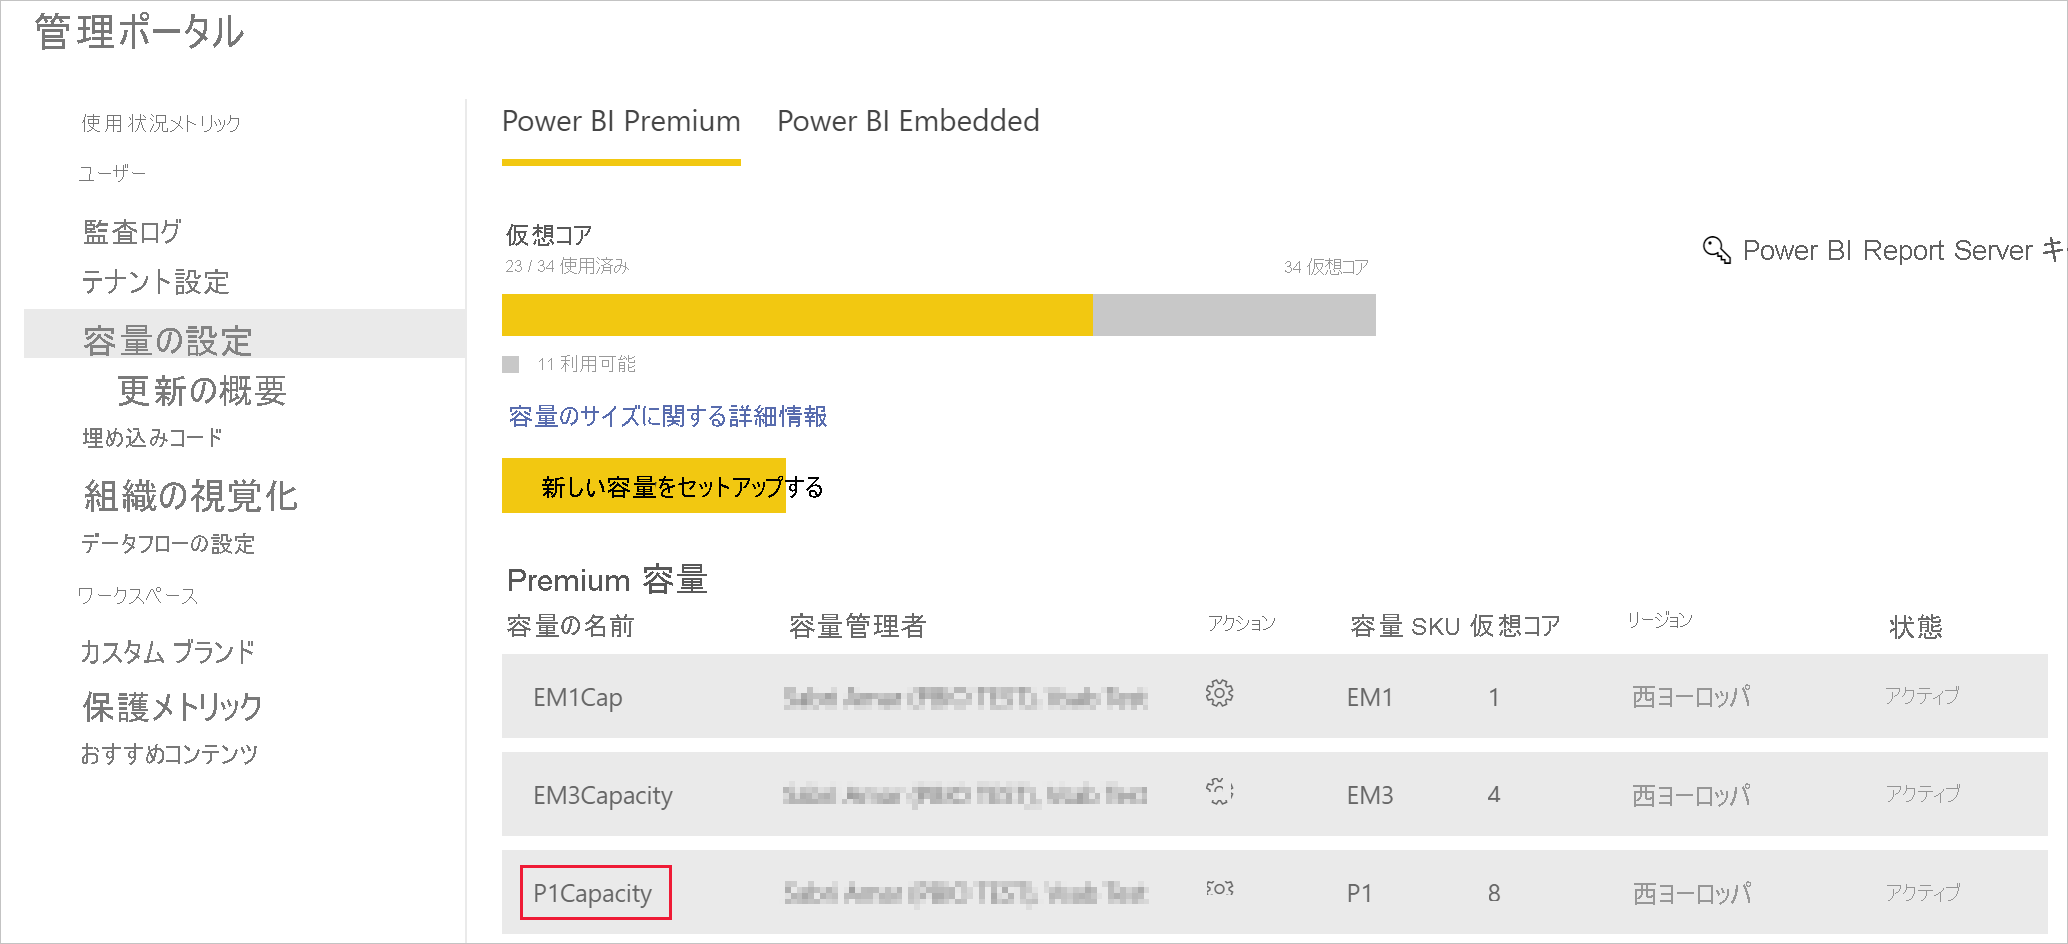 管理ポータル
使用状況メトリック
ユーザー
監査ログ
テナント設定
容量の設定
更新の概要
埋め込みコード
組織の視覚化
データフローの設定
ワークスペース
カスタム ブランド
保護メトリック
おすすめコンテンツ
Power BI Premium Power BI Embedded
仮想コア
23 / 34 使用済み 34 仮想コア
Power BI Report Server キ
11 利用可能
容量のサイズに関する詳細情報
新しい容量をセットアップする
Premium 容量
容量の名前 容量管理者 アクション 容量 SKU 仮想コア リージョン 状態
EM1Cap EM1 1 西ヨーロッパ アクティブ
EM3Capacity EM3 4 西ヨーロッパ アクティブ
P1Capacity P1 8 西ヨーロッパ アクティブ